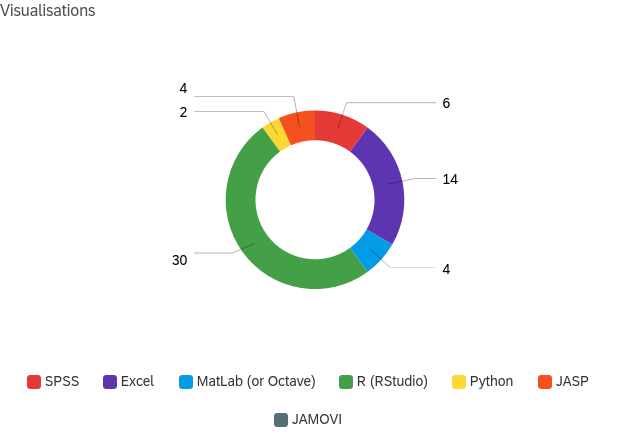 Visualisations
4
6
2
14
30
4
SPSS
Excel
MatLab (or Octave)
R (RStudio)
Python
JASP
JAMOVI